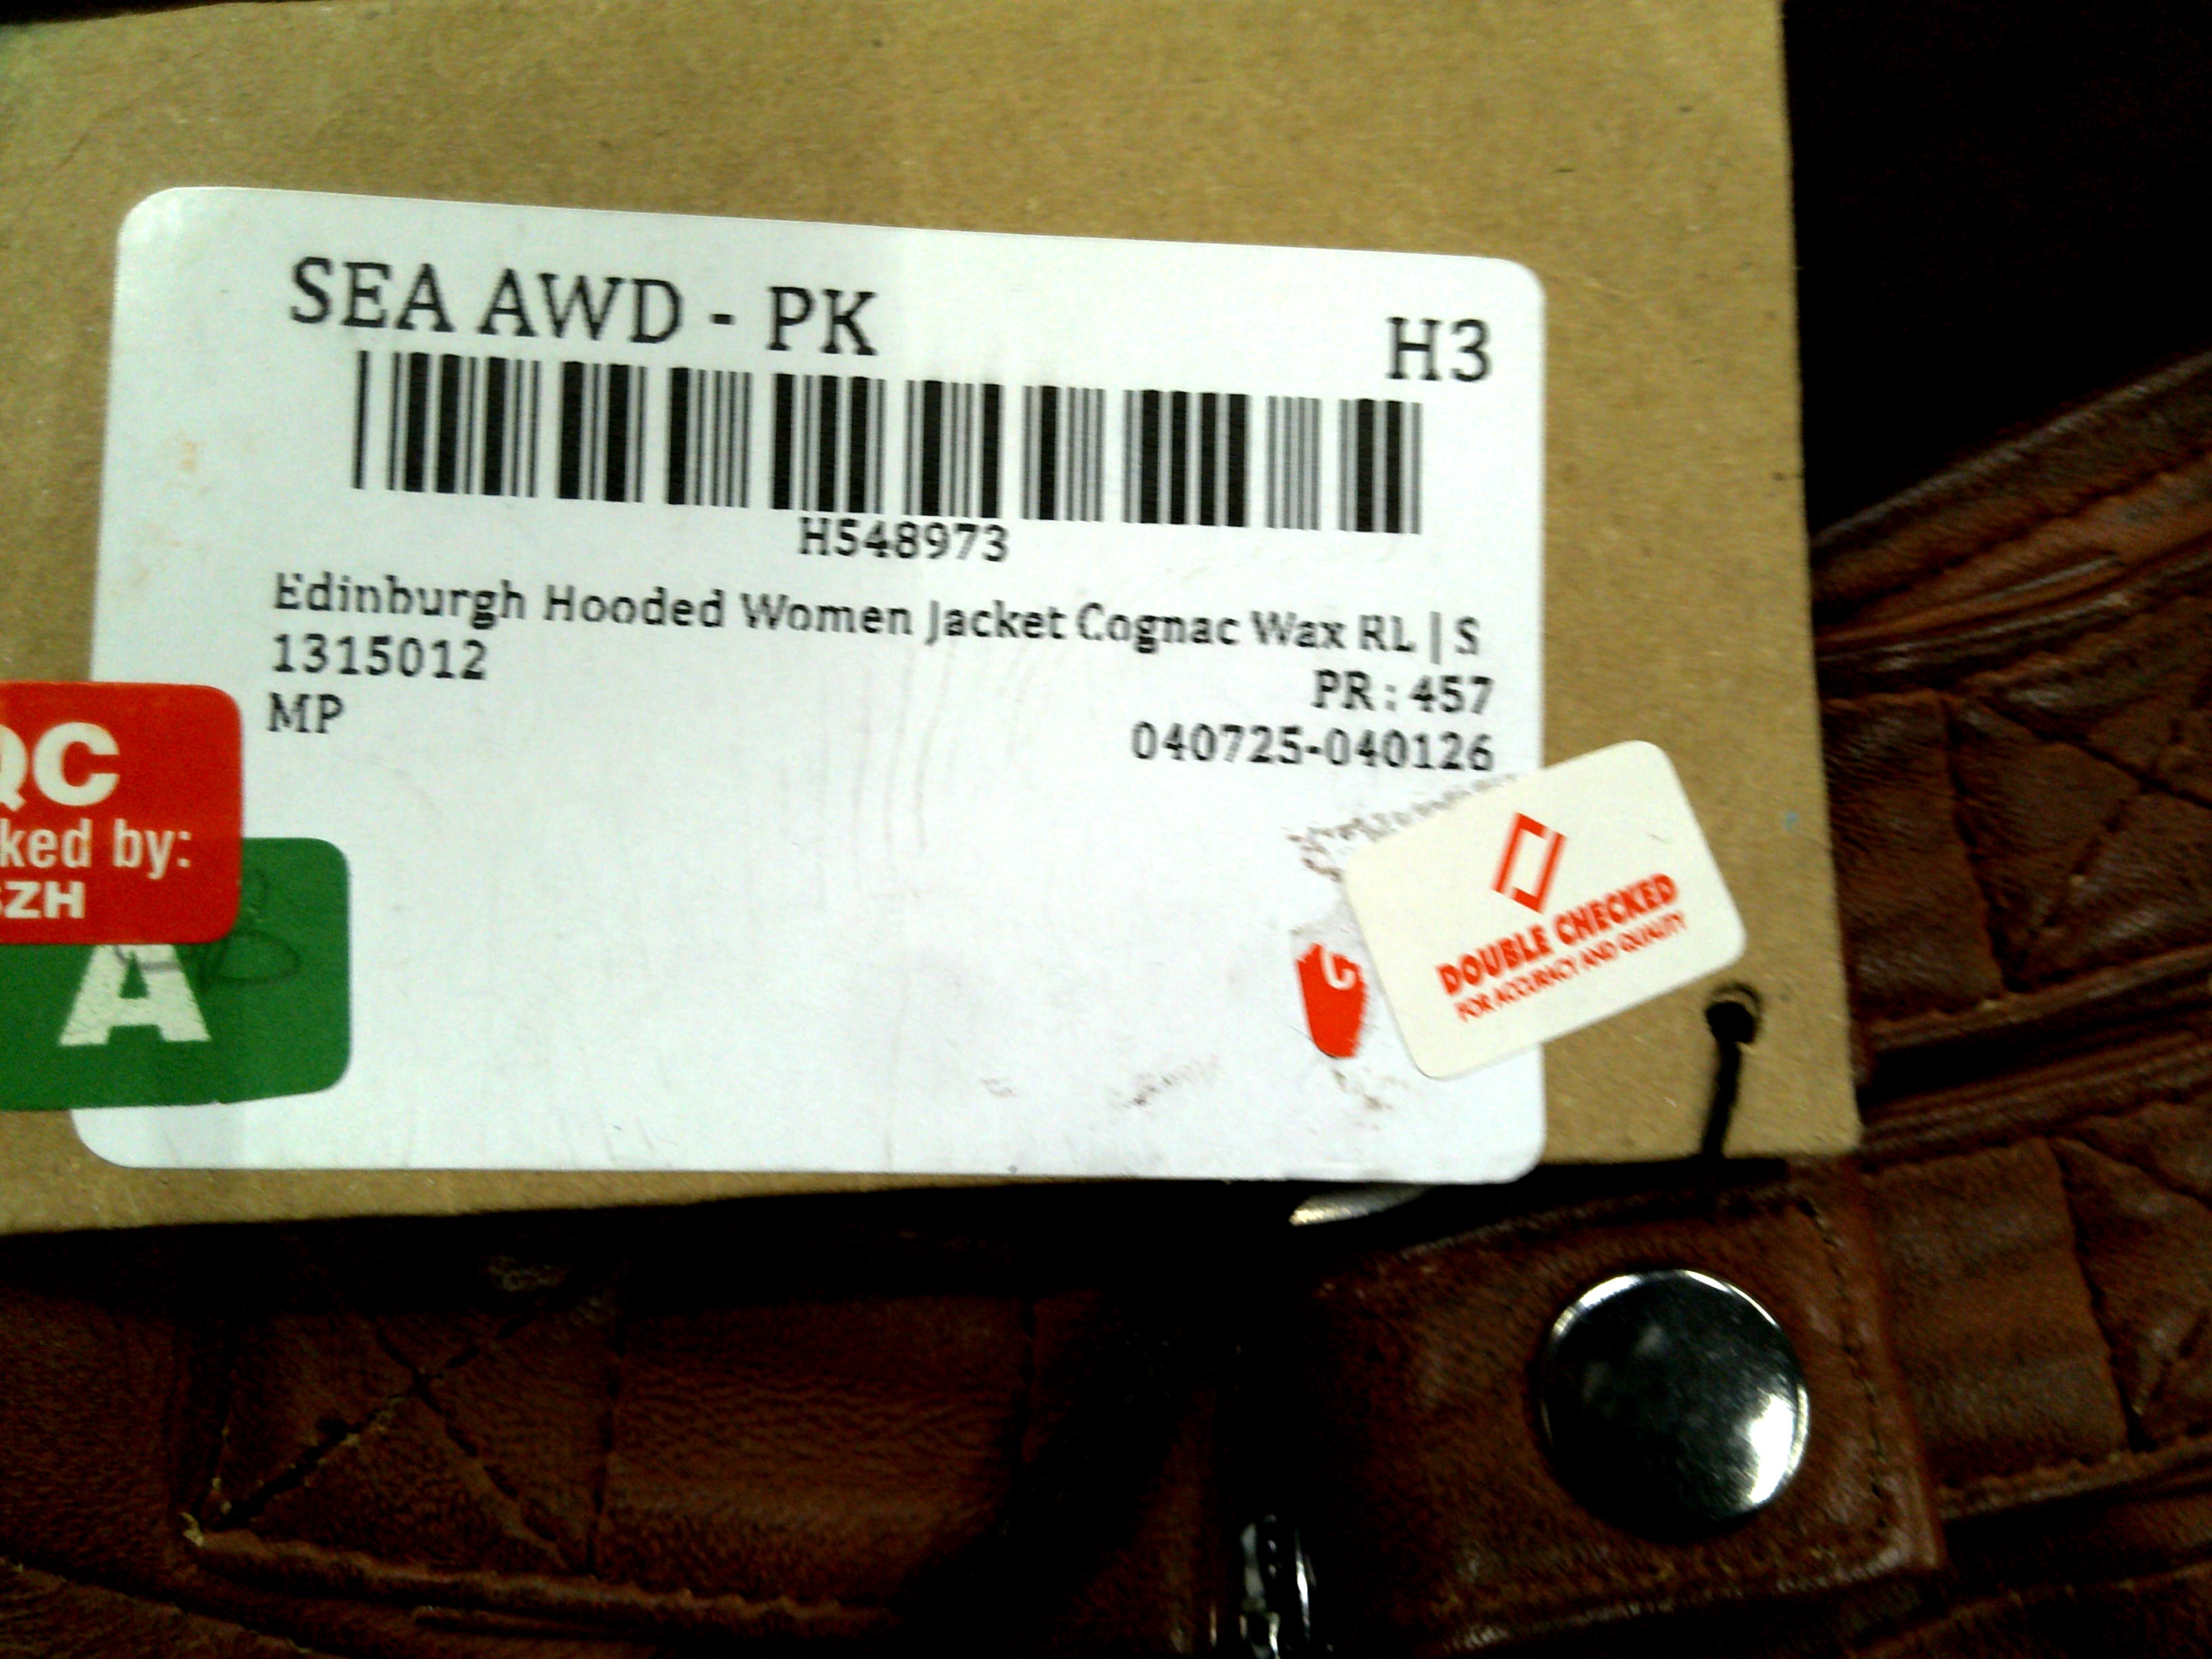 SEA AWD - PK
H3
H548973
Edinburgh Hooded Women Jacket Cognac Wax RL | S
1315012
PR : 457
MP
040725-040126
QC
ked by:
SZH
A
DOUBLE CHECKED
FOR ACCURACY AND QUALITY